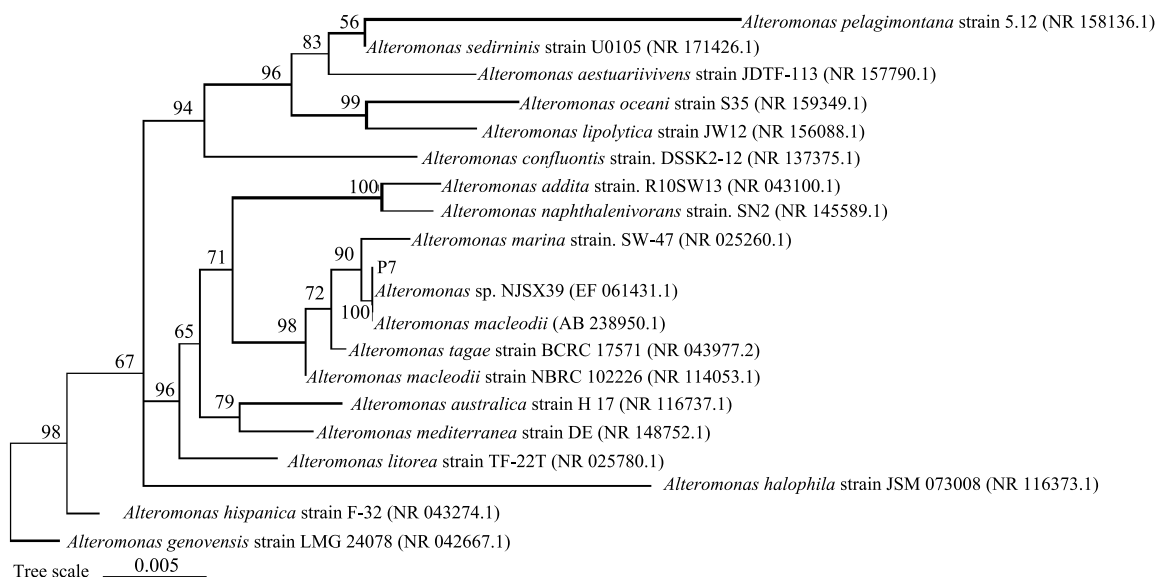 56 Alteromonas pelagimontana strain 5.12 (NR 158136.1)
Alteromonas sedirninis strain U0105 (NR 171426.1)
83
Alteromonas aestuariivivens strain JDTF-113 (NR 157790.1)
96
99 Alteromonas oceani strain S35 (NR 159349.1)
94
Alteromonas lipolytica strain JW12 (NR 156088.1)
Alteromonas confluontis strain. DSSK2-12 (NR 137375.1)
100 Alteromonas addita strain. R10SW13 (NR 043100.1)
Alteromonas naphthalenivorans strain. SN2 (NR 145589.1)
Alteromonas marina strain. SW-47 (NR 025260.1)
71
90
P7
Alteromonas sp. NJSX39 (EF 061431.1)
72
100
Alteromonas macleodii (AB 238950.1)
98
65
Alteromonas tagae strain BCRC 17571 (NR 043977.2)
67
Alteromonas macleodii strain NBRC 102226 (NR 114053.1)
96
79 Alteromonas australica strain H 17 (NR 116737.1)
98
Alteromonas mediterranea strain DE (NR 148752.1)
Alteromonas litorea strain TF-22T (NR 025780.1)
Alteromonas halophila strain JSM 073008 (NR 116373.1)
Alteromonas hispanica strain F-32 (NR 043274.1)
Alteromonas genovensis strain LMG 24078 (NR 042667.1)
Tree scale 0.005